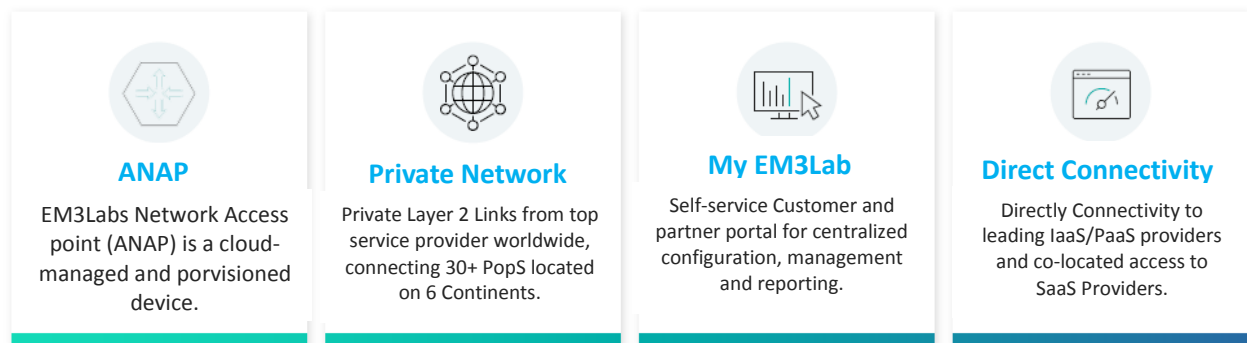 ANAP
EM3Labs Network Access
point (ANAP) is a cloud-
managed and porvisioned
device.
Private Network
Private Layer 2 Links from top
service provider worldwide,
connecting 30+ PopS located
on 6 Continents.
My EM3Lab
Self-service Customer and
partner portal for centralized
configuration, management
and reporting.
Direct Connectivity
Directly Connectivity to
leading IaaS/PaaS providers
and co-located access to
SaaS Providers.